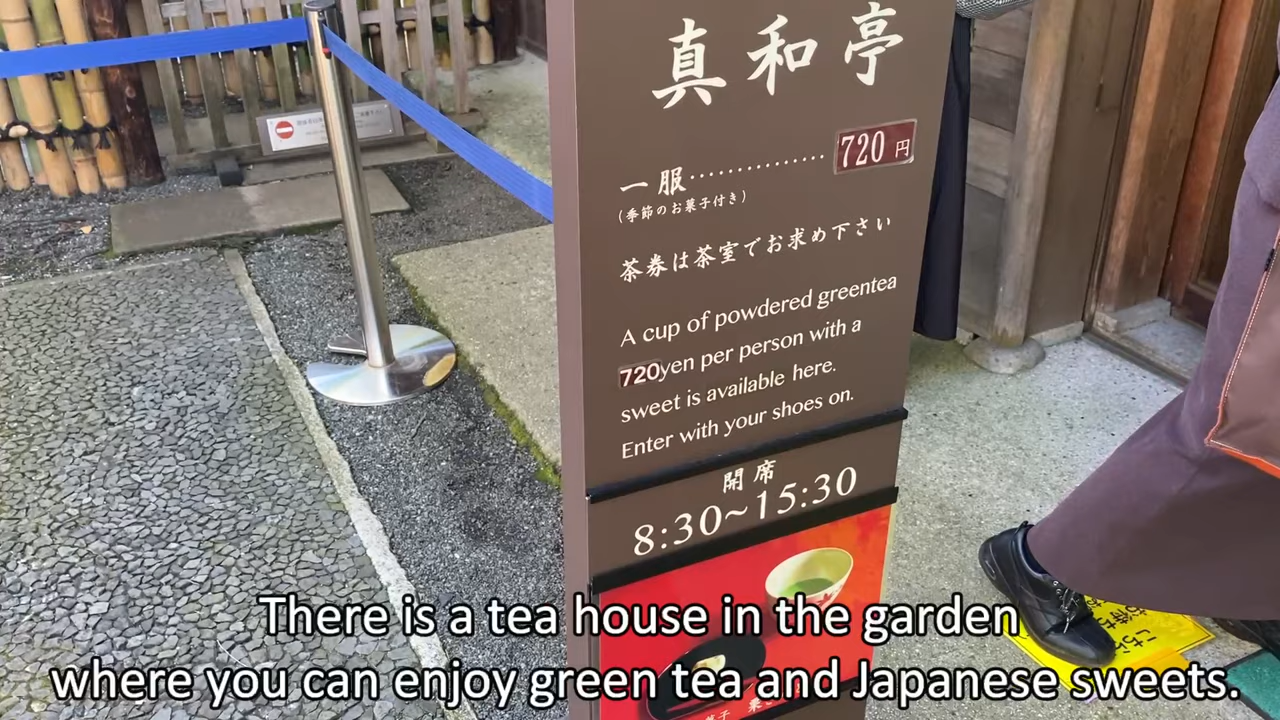 真和亭
一服…………720円
(季節のお菓子付き)
茶券は茶室でお求め下さい
A cup of powdered greentea
720yen per person with a
sweet is available here.
Enter with your shoes on.
開席
8:30~15:30
There is a tea house in the garden
where you can enjoy green tea and Japanese sweets.